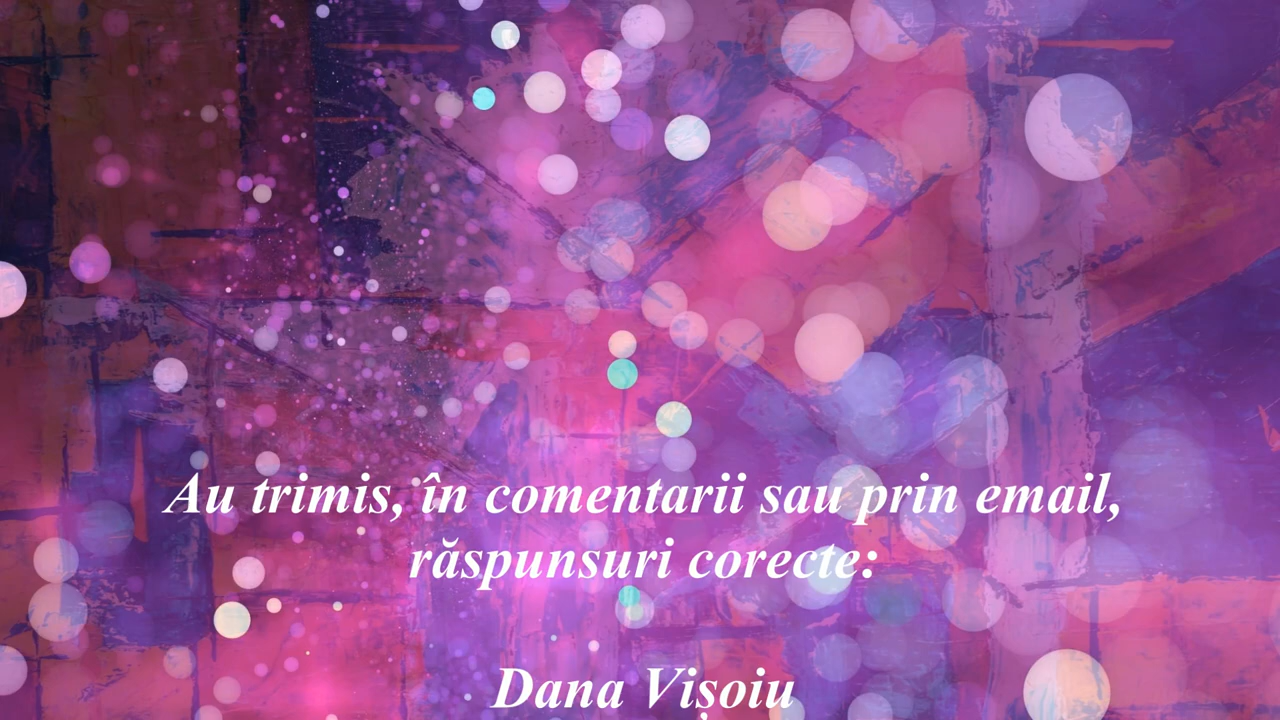 Au trimis, în comentarii sau prin email,
răspunsuri corecte:
Dana Vișoiu